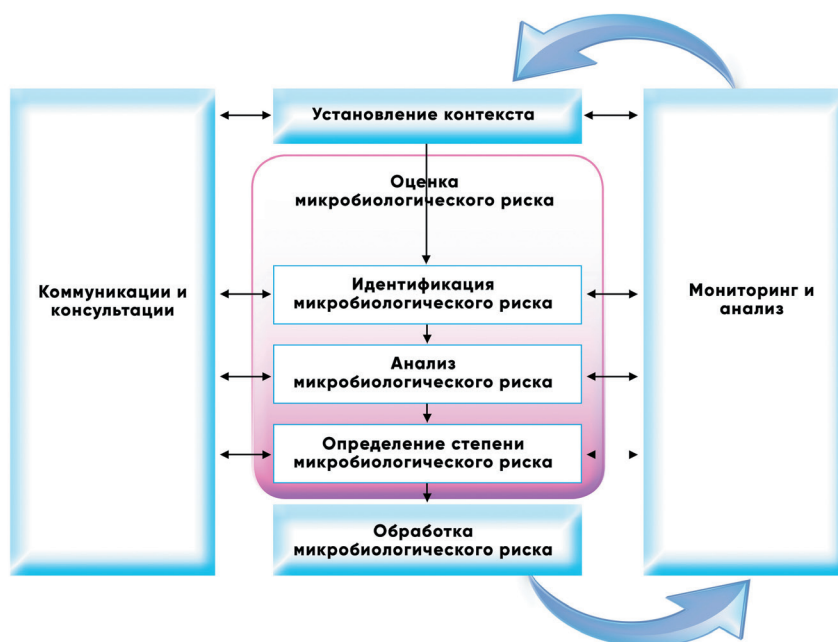 Установление контекста
Оценка
микробиологического риска
Коммуникации и
консультации
Идентификация
микробиологического риска
Мониторинг и
анализ
Анализ
микробиологического риска
Определение степени
микробиологического риска
Обработка
микробиологического риска